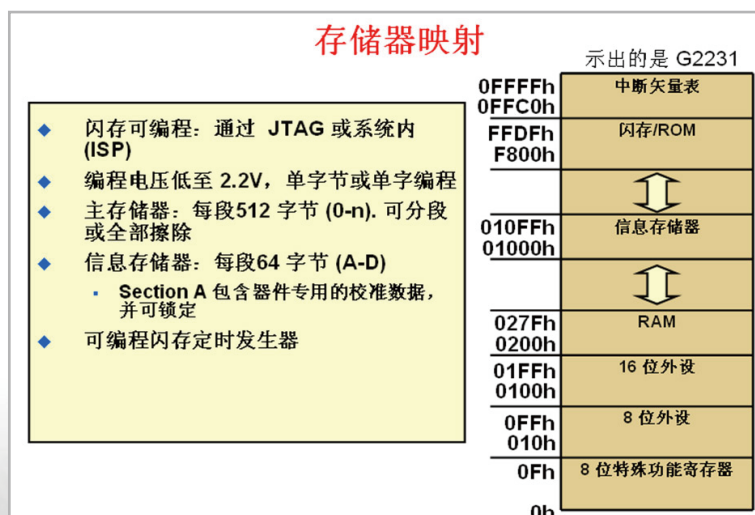 存储器映射
示出的是 G2231
闪存可编程：通过 JTAG 或系统内
(ISP)
编程电压低至 2.2V，单字节或单字编程
主存储器：每段512 字节 (0-n). 可分段
或全部擦除
信息存储器：每段64 字节 (A-D)
Section A 包含器件专用的校准数据，
并可锁定
可编程闪存定时发生器
0FFFFh
0FFC0h
中断矢量表
FFDFh
F800h
闪存/ROM
010FFh
01000h
信息存储器
027Fh
0200h
RAM
01FFh
0100h
16 位外设
0FFh
010h
8 位外设
0Fh
0h
8 位特殊功能寄存器